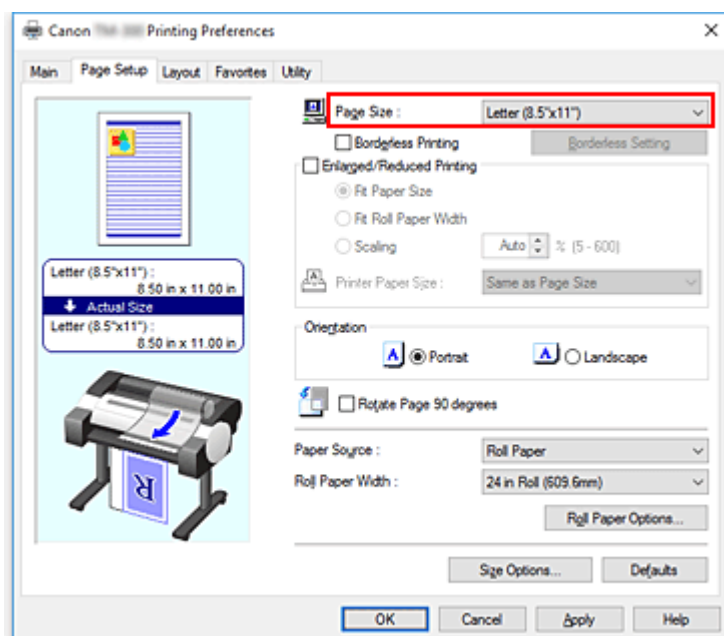 Canon Printing Preferences
Main Page Setup Layout Favorites Utility
Page Size : Letter (8.5"x11")
Borderless Printing Borderless Setting
Enlarged/Reduced Printing
Fit Paper Size
Fit Roll Paper Width
Scaling Auto % (5 - 600)
Printer Paper Size : Same as Page Size
Letter (8.5"x11") :
8.50 in x 11.00 in
Actual Size
Letter (8.5"x11") :
8.50 in x 11.00 in
Orientation
A Portrait A Landscape
Rotate Page 90 degrees
R
Paper Source : Roll Paper
Roll Paper Width : 24 in Roll (609.6mm)
Roll Paper Options...
Size Options... Defaults
OK Cancel Apply Help